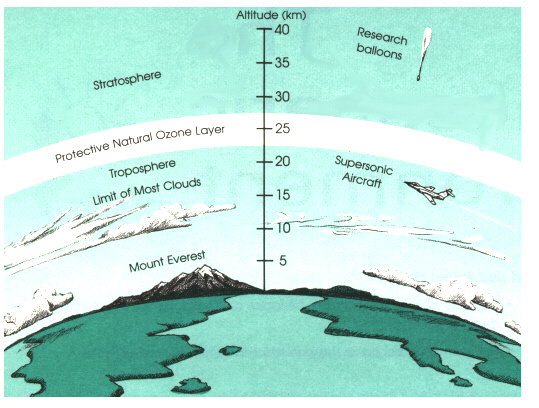 Altitude (km)
40
Research
balloons
35
Stratosphere
30
25
Protective Natural Ozone Layer
20
Troposphere
Supersonic
Aircraft
Limit of Most Clouds
15
10
Mount Everest
5